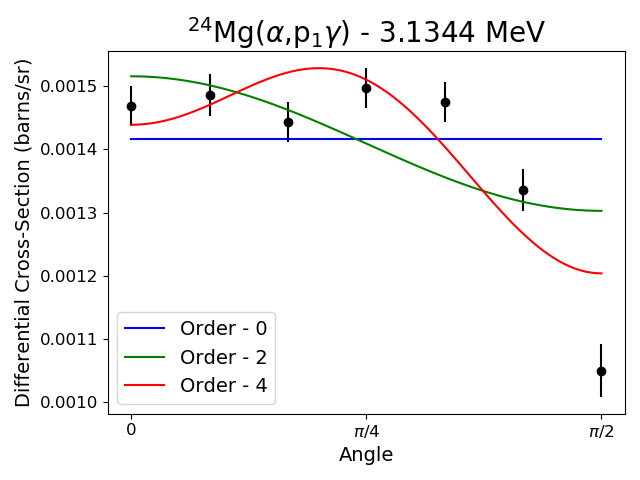 ²⁴Mg(α,p₁γ) - 3.1344 MeV
Differential Cross-Section (barns/sr)
0.0015
0.0014
0.0013
0.0012
0.0011
0.0010
Order - 0
Order - 2
Order - 4
0
π/4
π/2
Angle